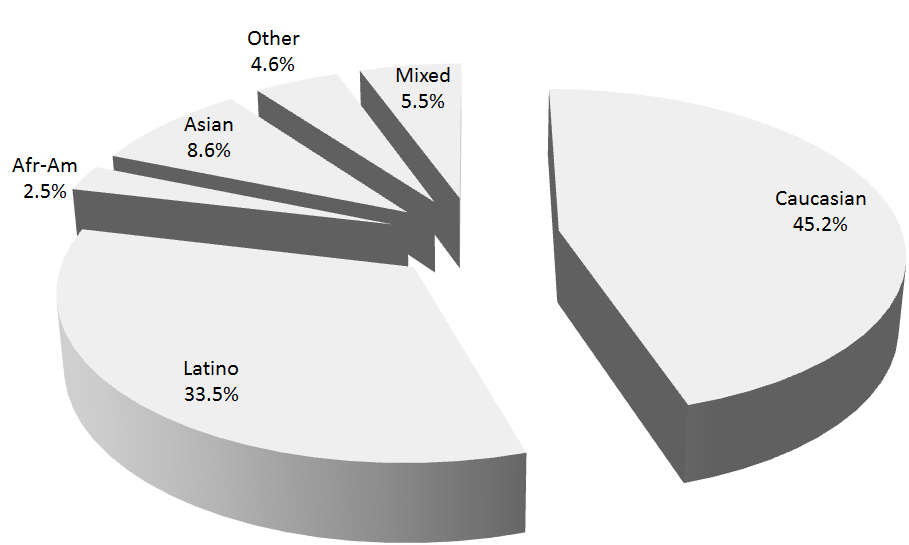 Other
4.6%
Mixed
5.5%
Asian
8.6%
Afr-Am
2.5%
Caucasian
45.2%
Latino
33.5%